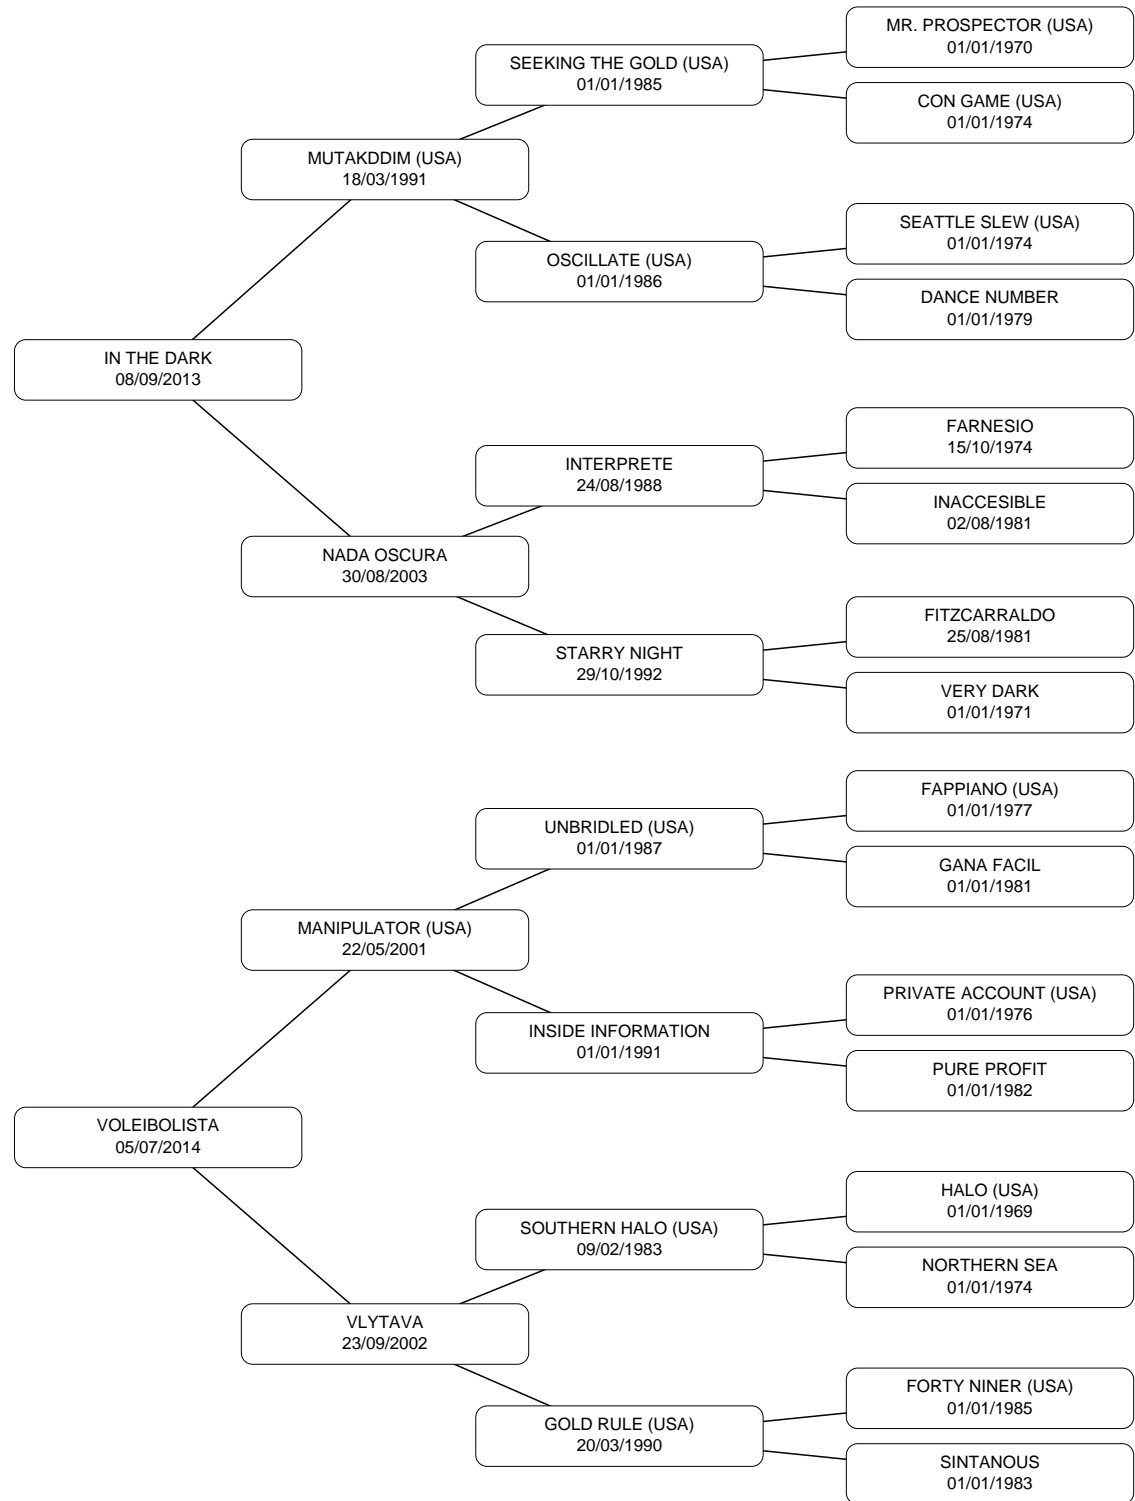 MR. PROSPECTOR (USA)
01/01/1970
SEEKING THE GOLD (USA)
01/01/1985
CON GAME (USA)
01/01/1974
MUTAKDDIM (USA)
18/03/1991
SEATTLE SLEW (USA)
01/01/1974
OSCILLATE (USA)
01/01/1986
DANCE NUMBER
01/01/1979
IN THE DARK
08/09/2013
FARNESIO
15/10/1974
INTERPRETE
24/08/1988
INACCESIBLE
02/08/1981
NADA OSCURA
30/08/2003
FITZCARRALDO
25/08/1981
STARRY NIGHT
29/10/1992
VERY DARK
01/01/1971
FAPPIANO (USA)
01/01/1977
UNBRIDLED (USA)
01/01/1987
GANA FACIL
01/01/1981
MANIPULATOR (USA)
22/05/2001
PRIVATE ACCOUNT (USA)
01/01/1976
INSIDE INFORMATION
01/01/1991
PURE PROFIT
01/01/1982
VOLEIBOLISTA
05/07/2014
HALO (USA)
01/01/1969
SOUTHERN HALO (USA)
09/02/1983
NORTHERN SEA
01/01/1974
VLYTAVA
23/09/2002
FORTY NINER (USA)
01/01/1985
GOLD RULE (USA)
20/03/1990
SINTANOUS
01/01/1983